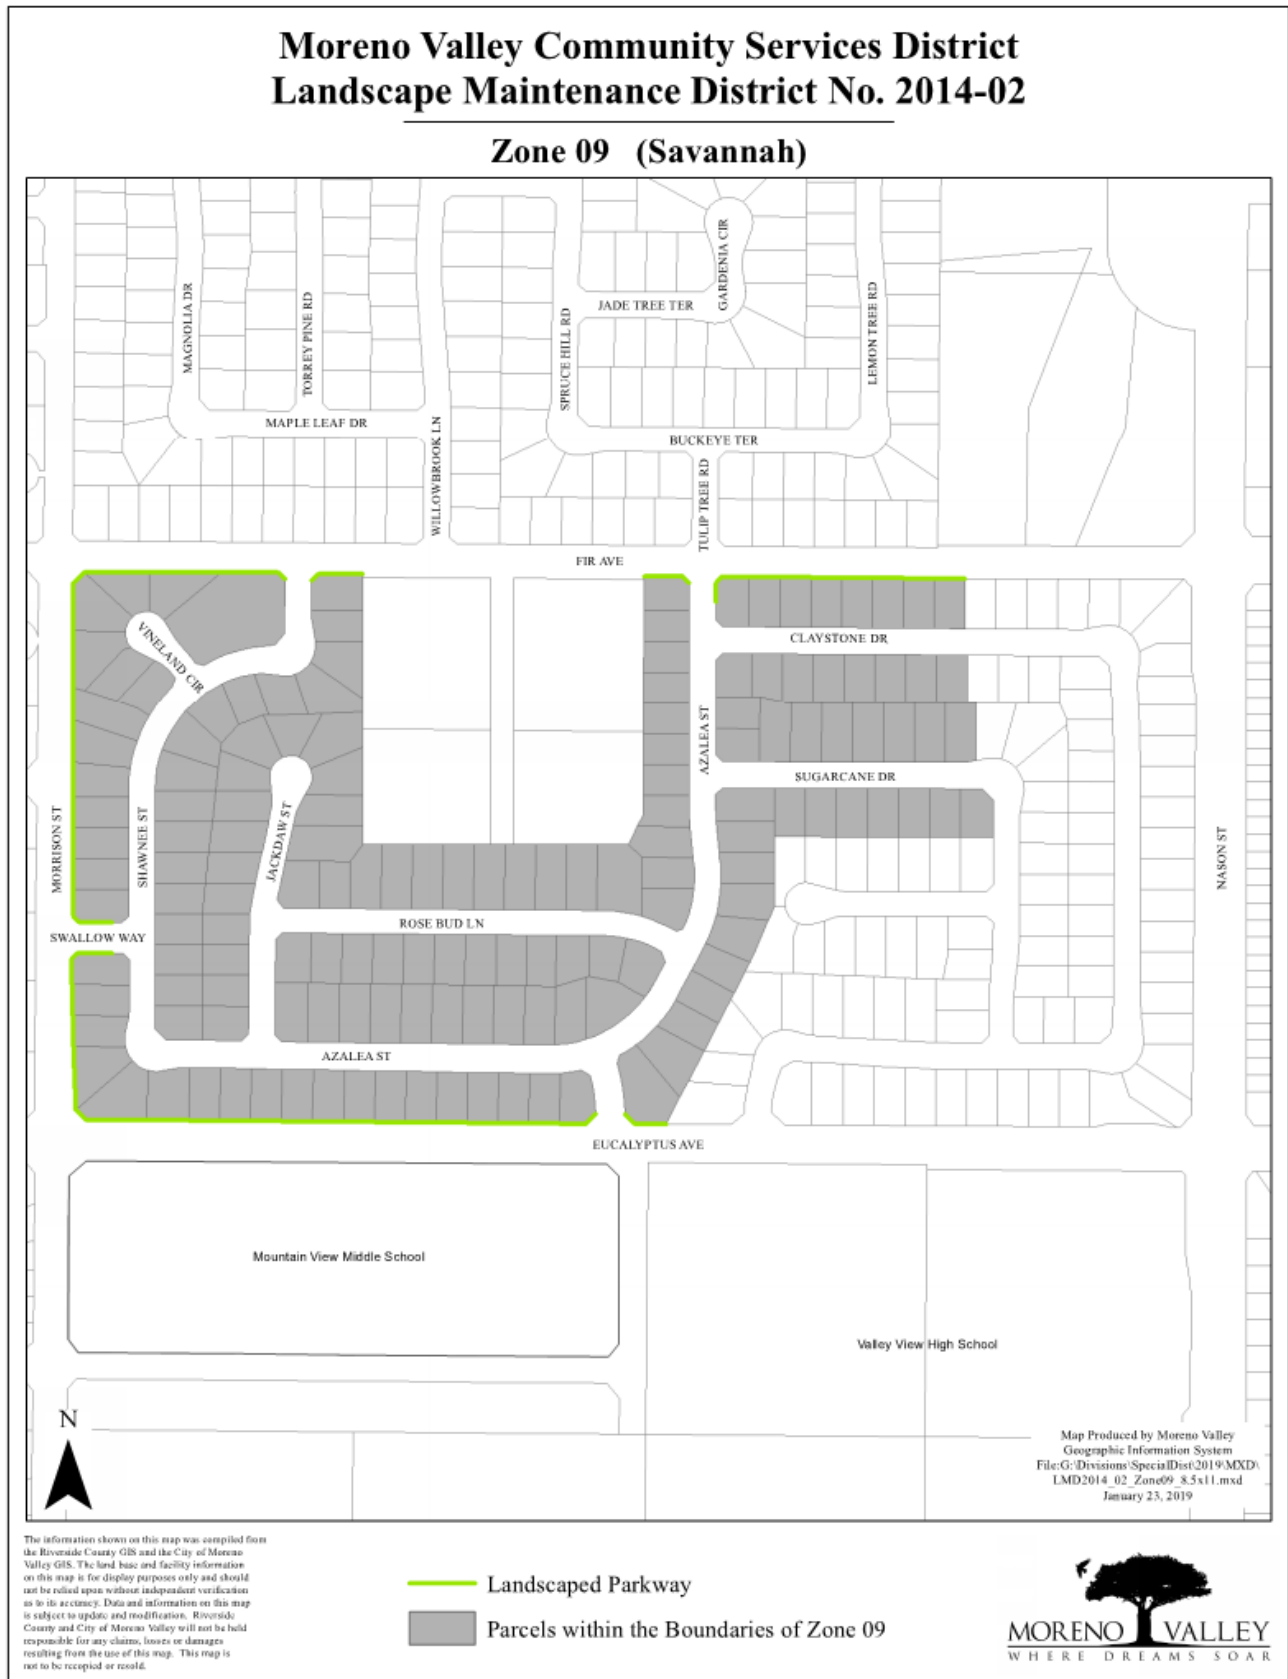 Moreno Valley Community Services District
Landscape Maintenance District No. 2014-02
Zone 09 (Savannah)
MAGNOLIA DR
TORREY PINE RD
MAPLE LEAF DR
WILLOWBROOK LN
SPRUCE HILL RD
JADE TREE TER
GARDENIA CIR
LEMON TREE RD
BUCKEYE TER
TULIP TREE RD
FIR AVE
VINELAND CIR
CLAYSTONE DR
AZALEA ST
SUGARCANE DR
MORRISON ST
SHAWNEE ST
JACKDAW ST
NASON ST
ROSE BUD LN
SWALLOW WAY
AZALEA ST
EUCALYPTUS AVE
Mountain View Middle School
Valley View High School
N
Map Produced by Moreno Valley
Geographic Information System
File:G:\Divisions\SpecialDist\2019\MXD\
LMD2014_02_Zone09_8.5x11.mxd
January 23, 2019
The information shown on this map was compiled from
the Riverside County GIS and the City of Moreno
Valley GIS. The land base and facility information
on this map is for display purposes only and should
not be relied upon without independent verification
as to its accuracy. Data and information on this map
is subject to update and modification. Riverside
County and City of Moreno Valley will not be held
responsible for any claims, losses or damages
resulting from the use of this map. This map is
not to be recopied or resold.
Landscaped Parkway
Parcels within the Boundaries of Zone 09
MORENO VALLEY
WHERE DREAMS SOAR